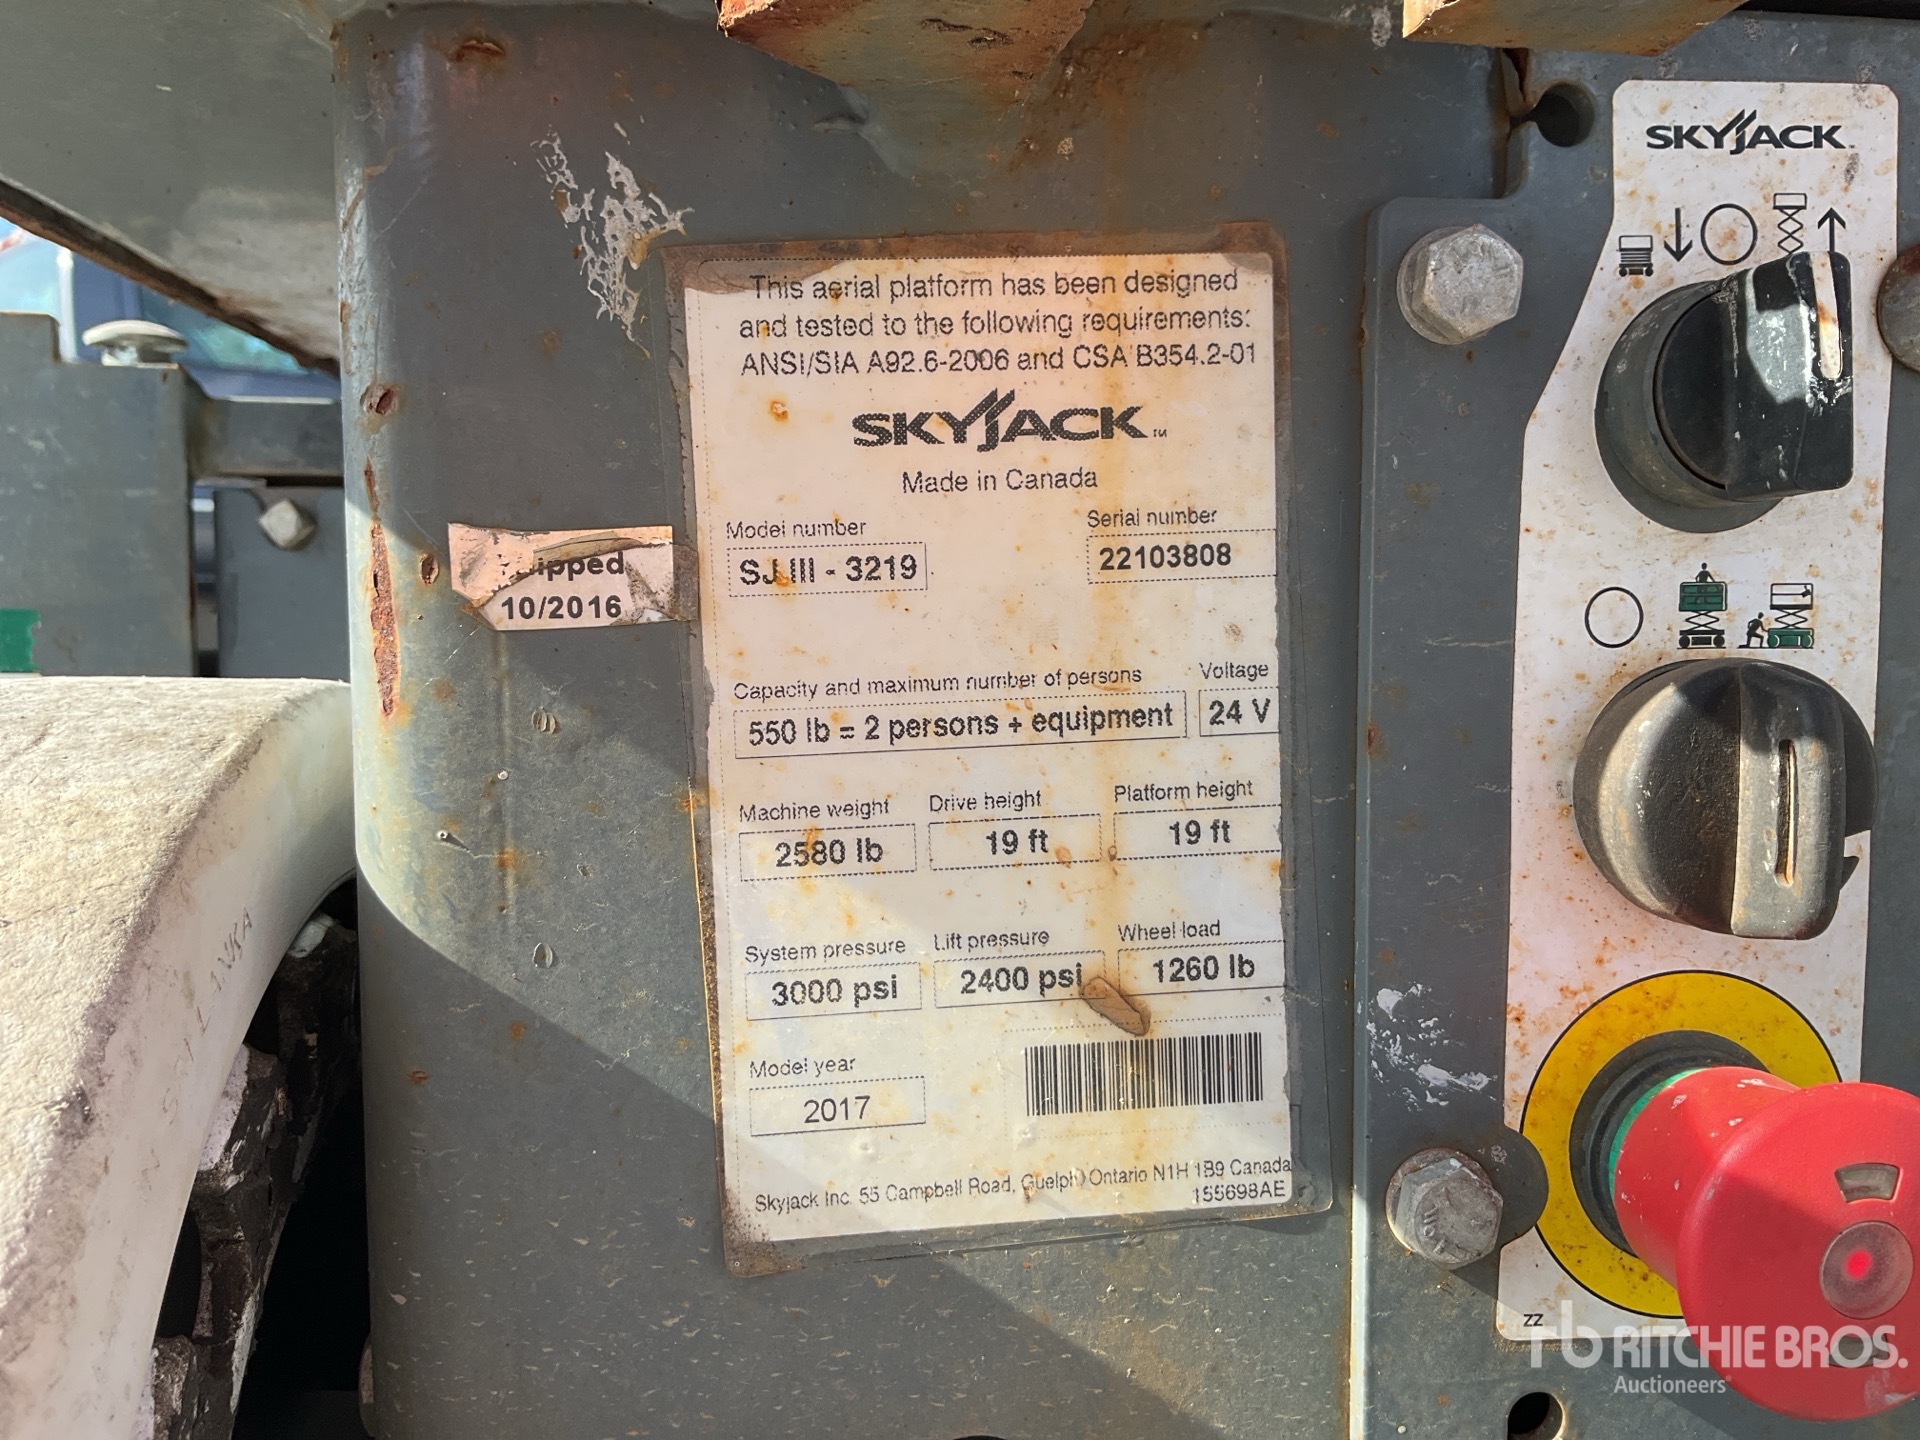 This aerial platform has been designed
and tested to the following requirements:
ANSI/SIA A92.6-2006 and CSA B354.2-01
SKYJACK™
Made in Canada
Model number
SJ III - 3219
Serial number
22103808
10/2016
Capacity and maximum number of persons
550 lb = 2 persons + equipment
Voltage
24 V
Machine weight
2580 lb
Drive height
19 ft
Platform height
19 ft
System pressure
3000 psi
Lift pressure
2400 psi
Wheel load
1260 lb
Model year
2017
Skyjack Inc. 55 Campbell Road, Guelph Ontario N1H 1B9 Canada
155698AE
SKYJACK™
ZZ
rb RITCHIE BROS.
Auctioneers